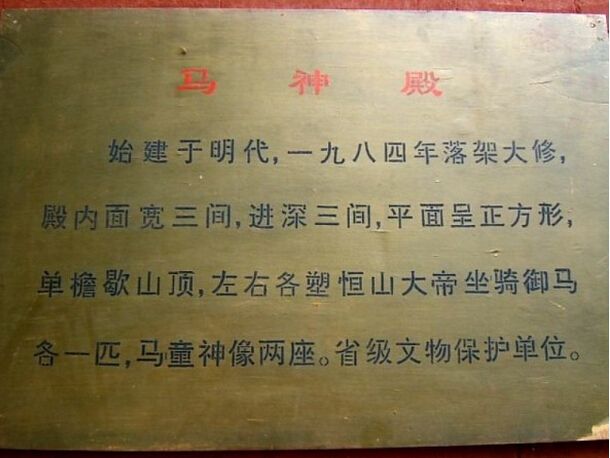 马神殿
始建于明代,一九八四年落架大修,
殿内面宽三间,进深三间,平面呈正方形,
单檐歇山顶,左右各塑恒山大帝坐骑御马
各一匹,马童神像两座。省级文物保护单位。